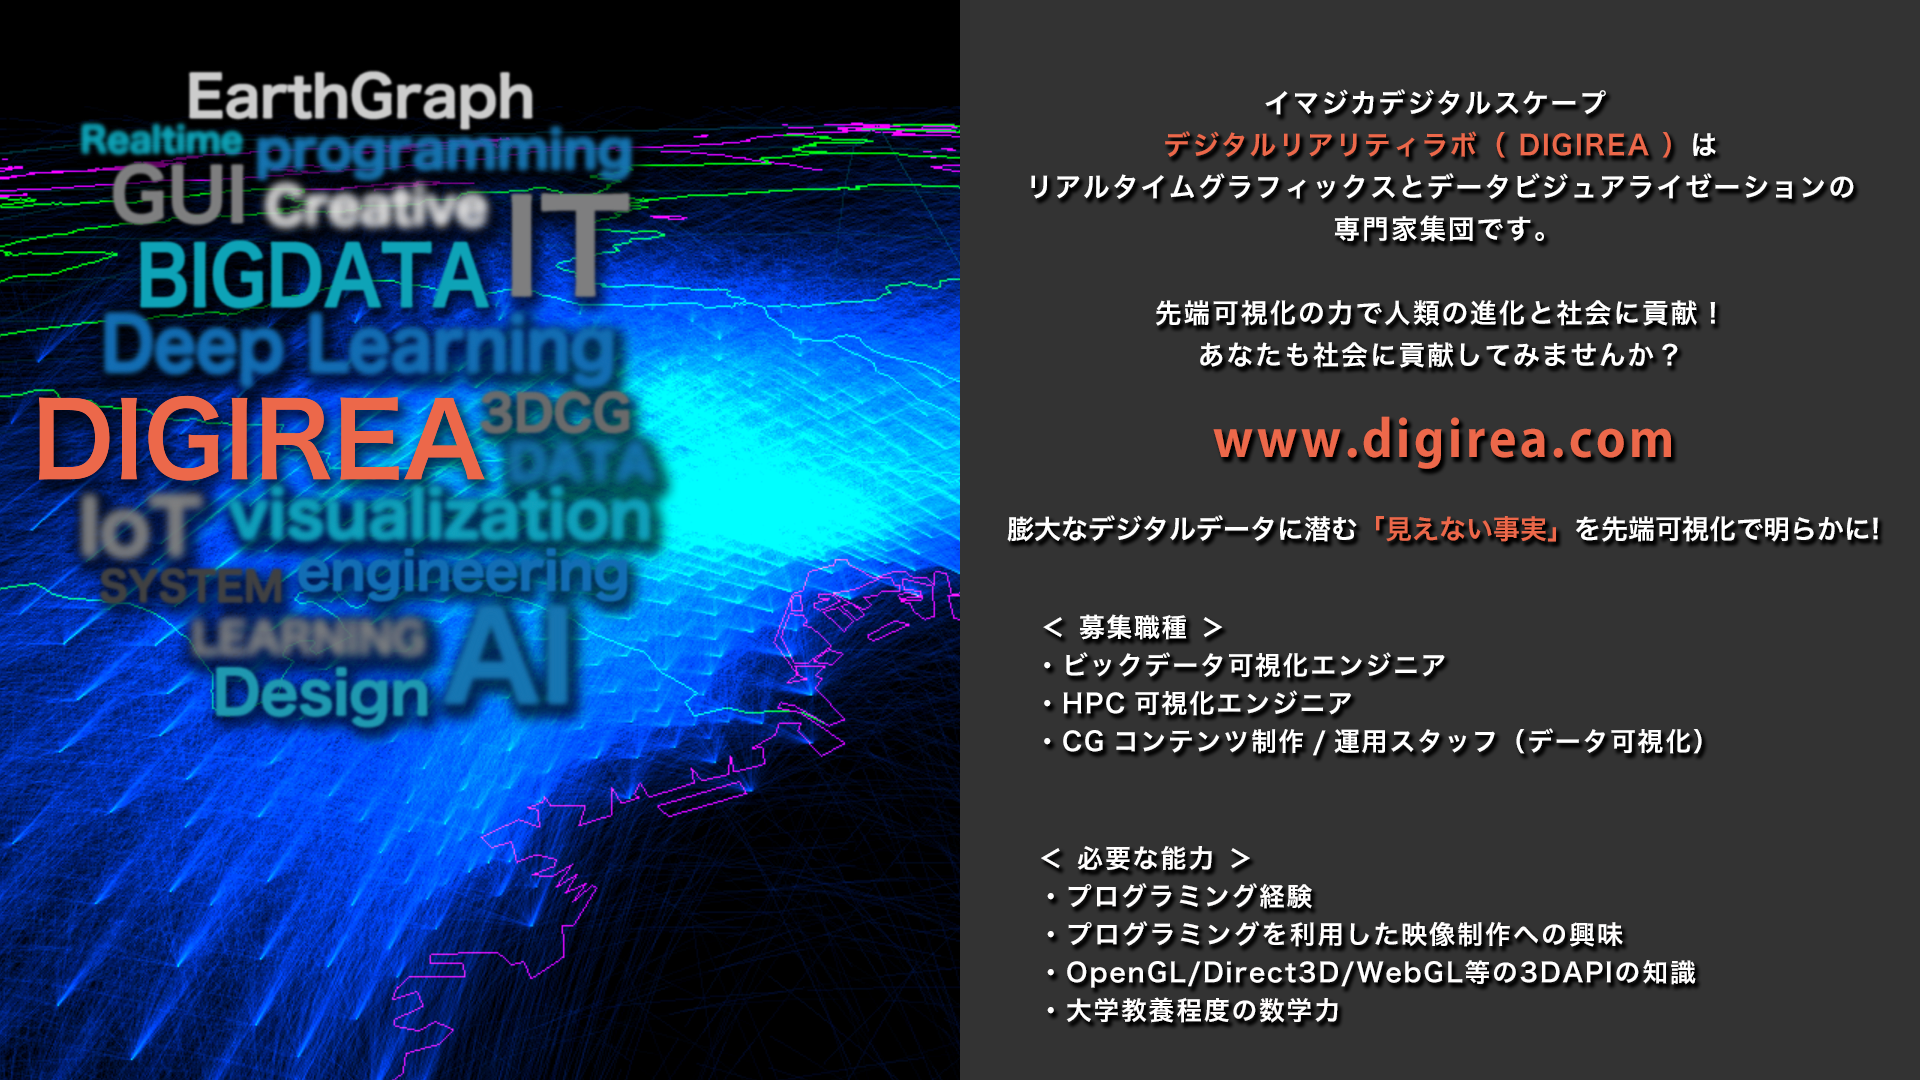 EarthGraph
Realtime programming
GUI Creative IT
BIGDATA
Deep Learning
DIGIREA 3DCG
DATA
IoT visualization
SYSTEM engineering
LEARNING AI
Design
イマジカデジタルスケープ
デジタルリアリティラボ（ DIGIREA ）は
リアルタイムグラフィックスとデータビジュアライゼーションの
専門家集団です。
先端可視化の力で人類の進化と社会に貢献！
あなたも社会に貢献してみませんか？
www.digirea.com
膨大なデジタルデータに潜む「見えない事実」を先端可視化で明らかに!
＜ 募集職種 ＞
・ビックデータ可視化エンジニア
・HPC 可視化エンジニア
・CG コンテンツ制作 / 運用スタッフ（データ可視化）
＜ 必要な能力 ＞
・プログラミング経験
・プログラミングを利用した映像制作への興味
・OpenGL/Direct3D/WebGL等の3DAPIの知識
・大学教養程度の数学力